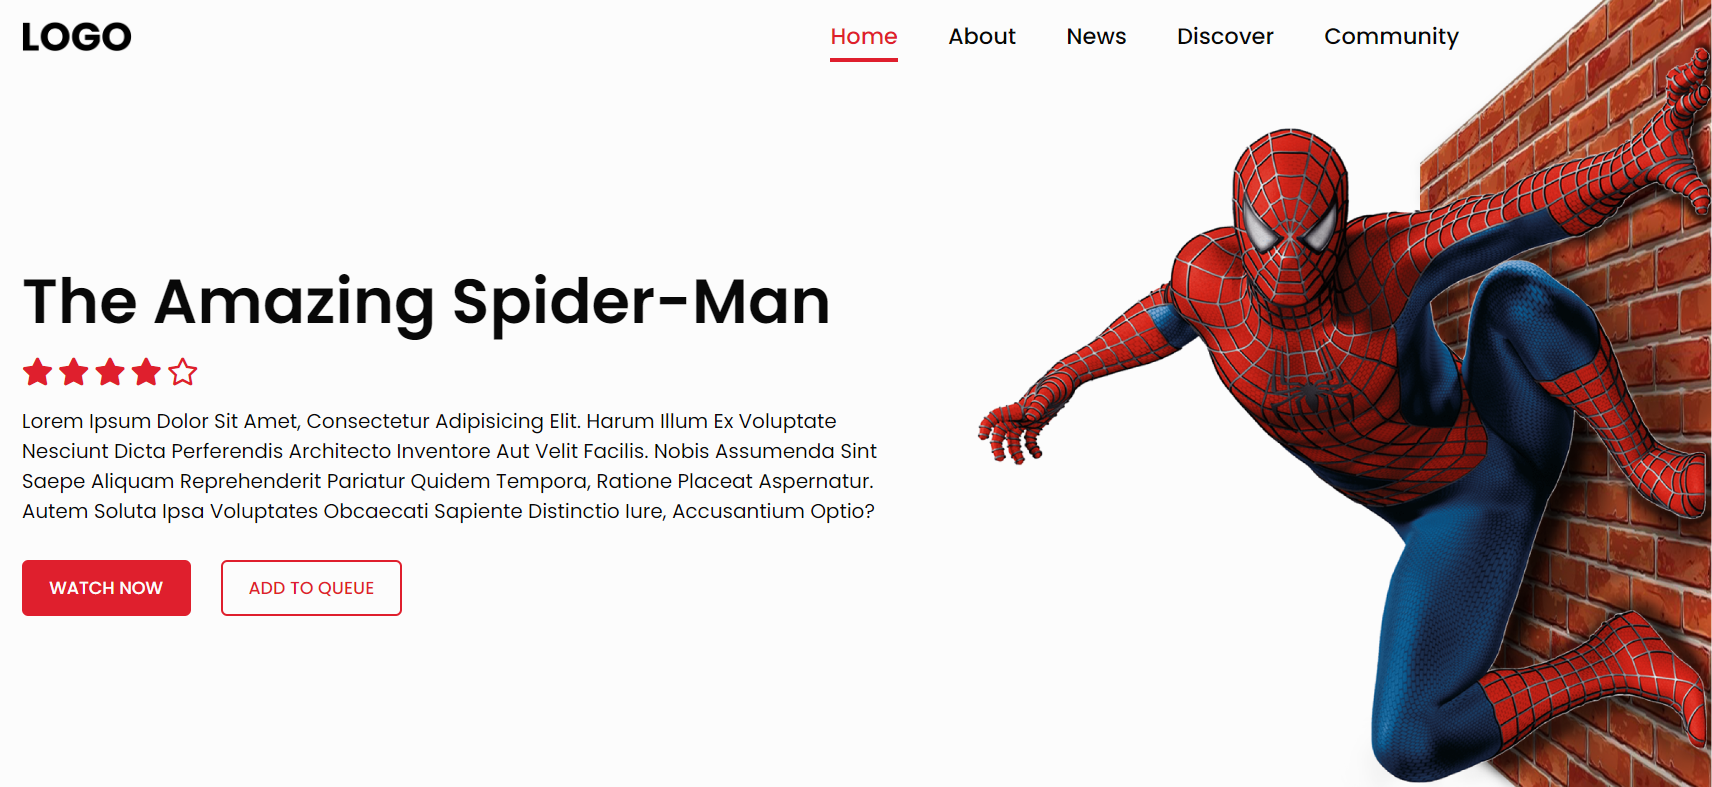 LOGO
Home About News Discover Community
The Amazing Spider-Man
Lorem Ipsum Dolor Sit Amet, Consectetur Adipisicing Elit. Harum Illum Ex Voluptate
Nesciunt Dicta Perferendis Architecto Inventore Aut Velit Facilis. Nobis Assumenda Sint
Saepe Aliquam Reprehenderit Pariatur Quidem Tempora, Ratione Placeat Aspernatur.
Autem Soluta Ipsa Voluptates Obcaecati Sapiente Distinctio Iure, Accusantium Optio?
WATCH NOW ADD TO QUEUE